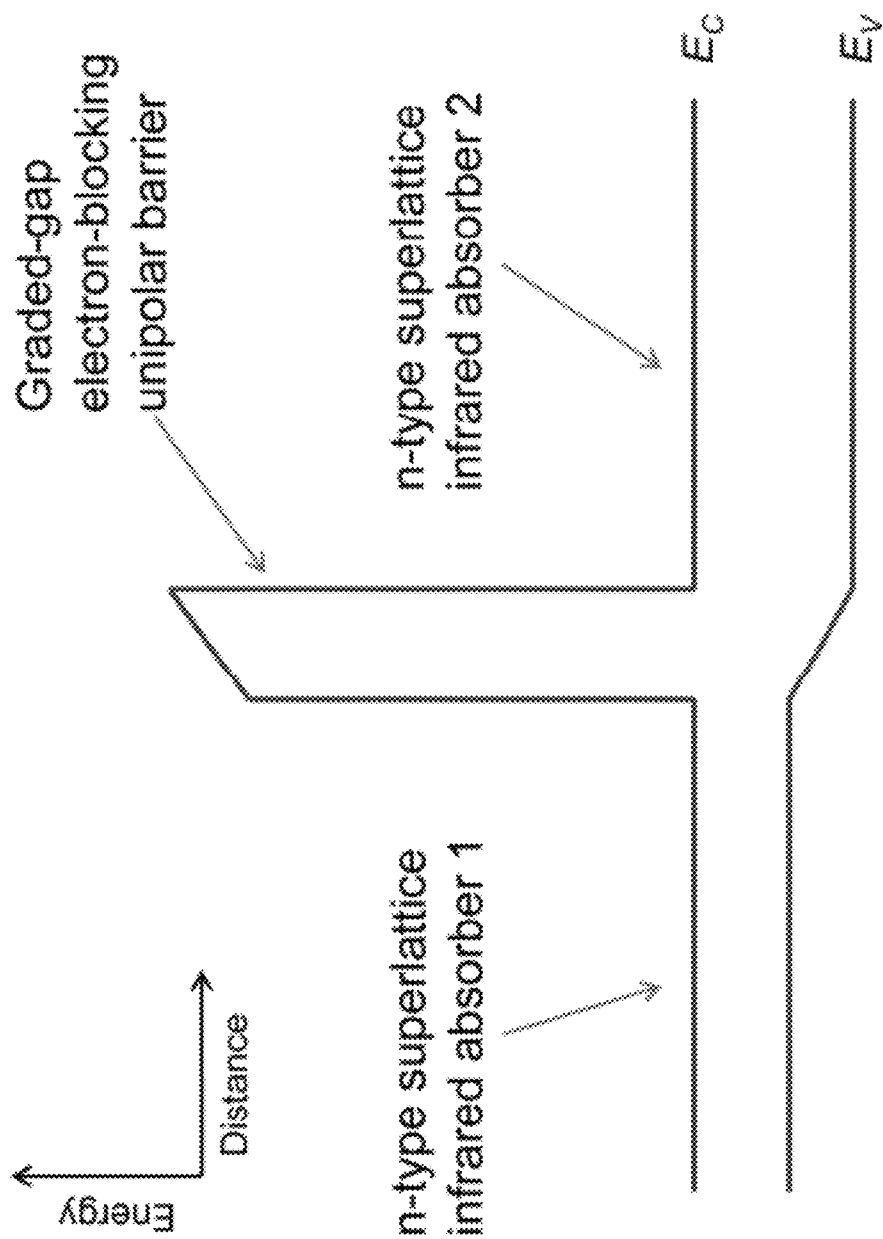 Graded-gap
electron-blocking
unipolar barrier
Energy
Distance
n-type superlattice
infrared absorber 1
n-type superlattice
infrared absorber 2
E_C
E_V